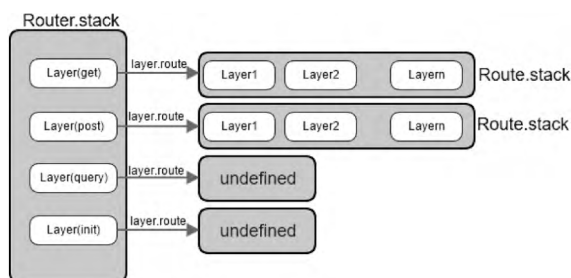 Router.stack
Layer(get) layer.route Layer1 Layer2 Layern Route.stack
Layer(post) layer.route Layer1 Layer2 Layern Route.stack
Layer(query) layer.route undefined
Layer(init) layer.route undefined